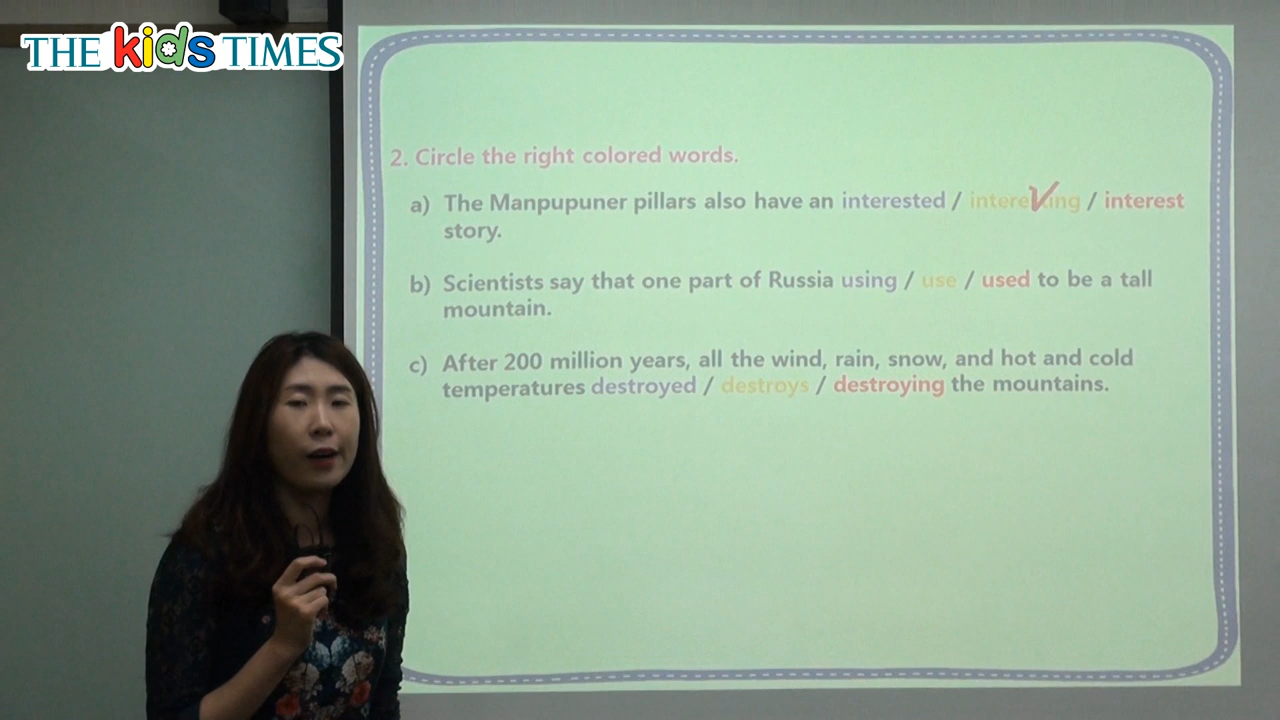 THE kids TIMES
2. Circle the right colored words.
a) The Manpupuner pillars also have an interested / interesting / interest
story.
b) Scientists say that one part of Russia using / use / used to be a tall
mountain.
c) After 200 million years, all the wind, rain, snow, and hot and cold
temperatures destroyed / destroys / destroying the mountains.